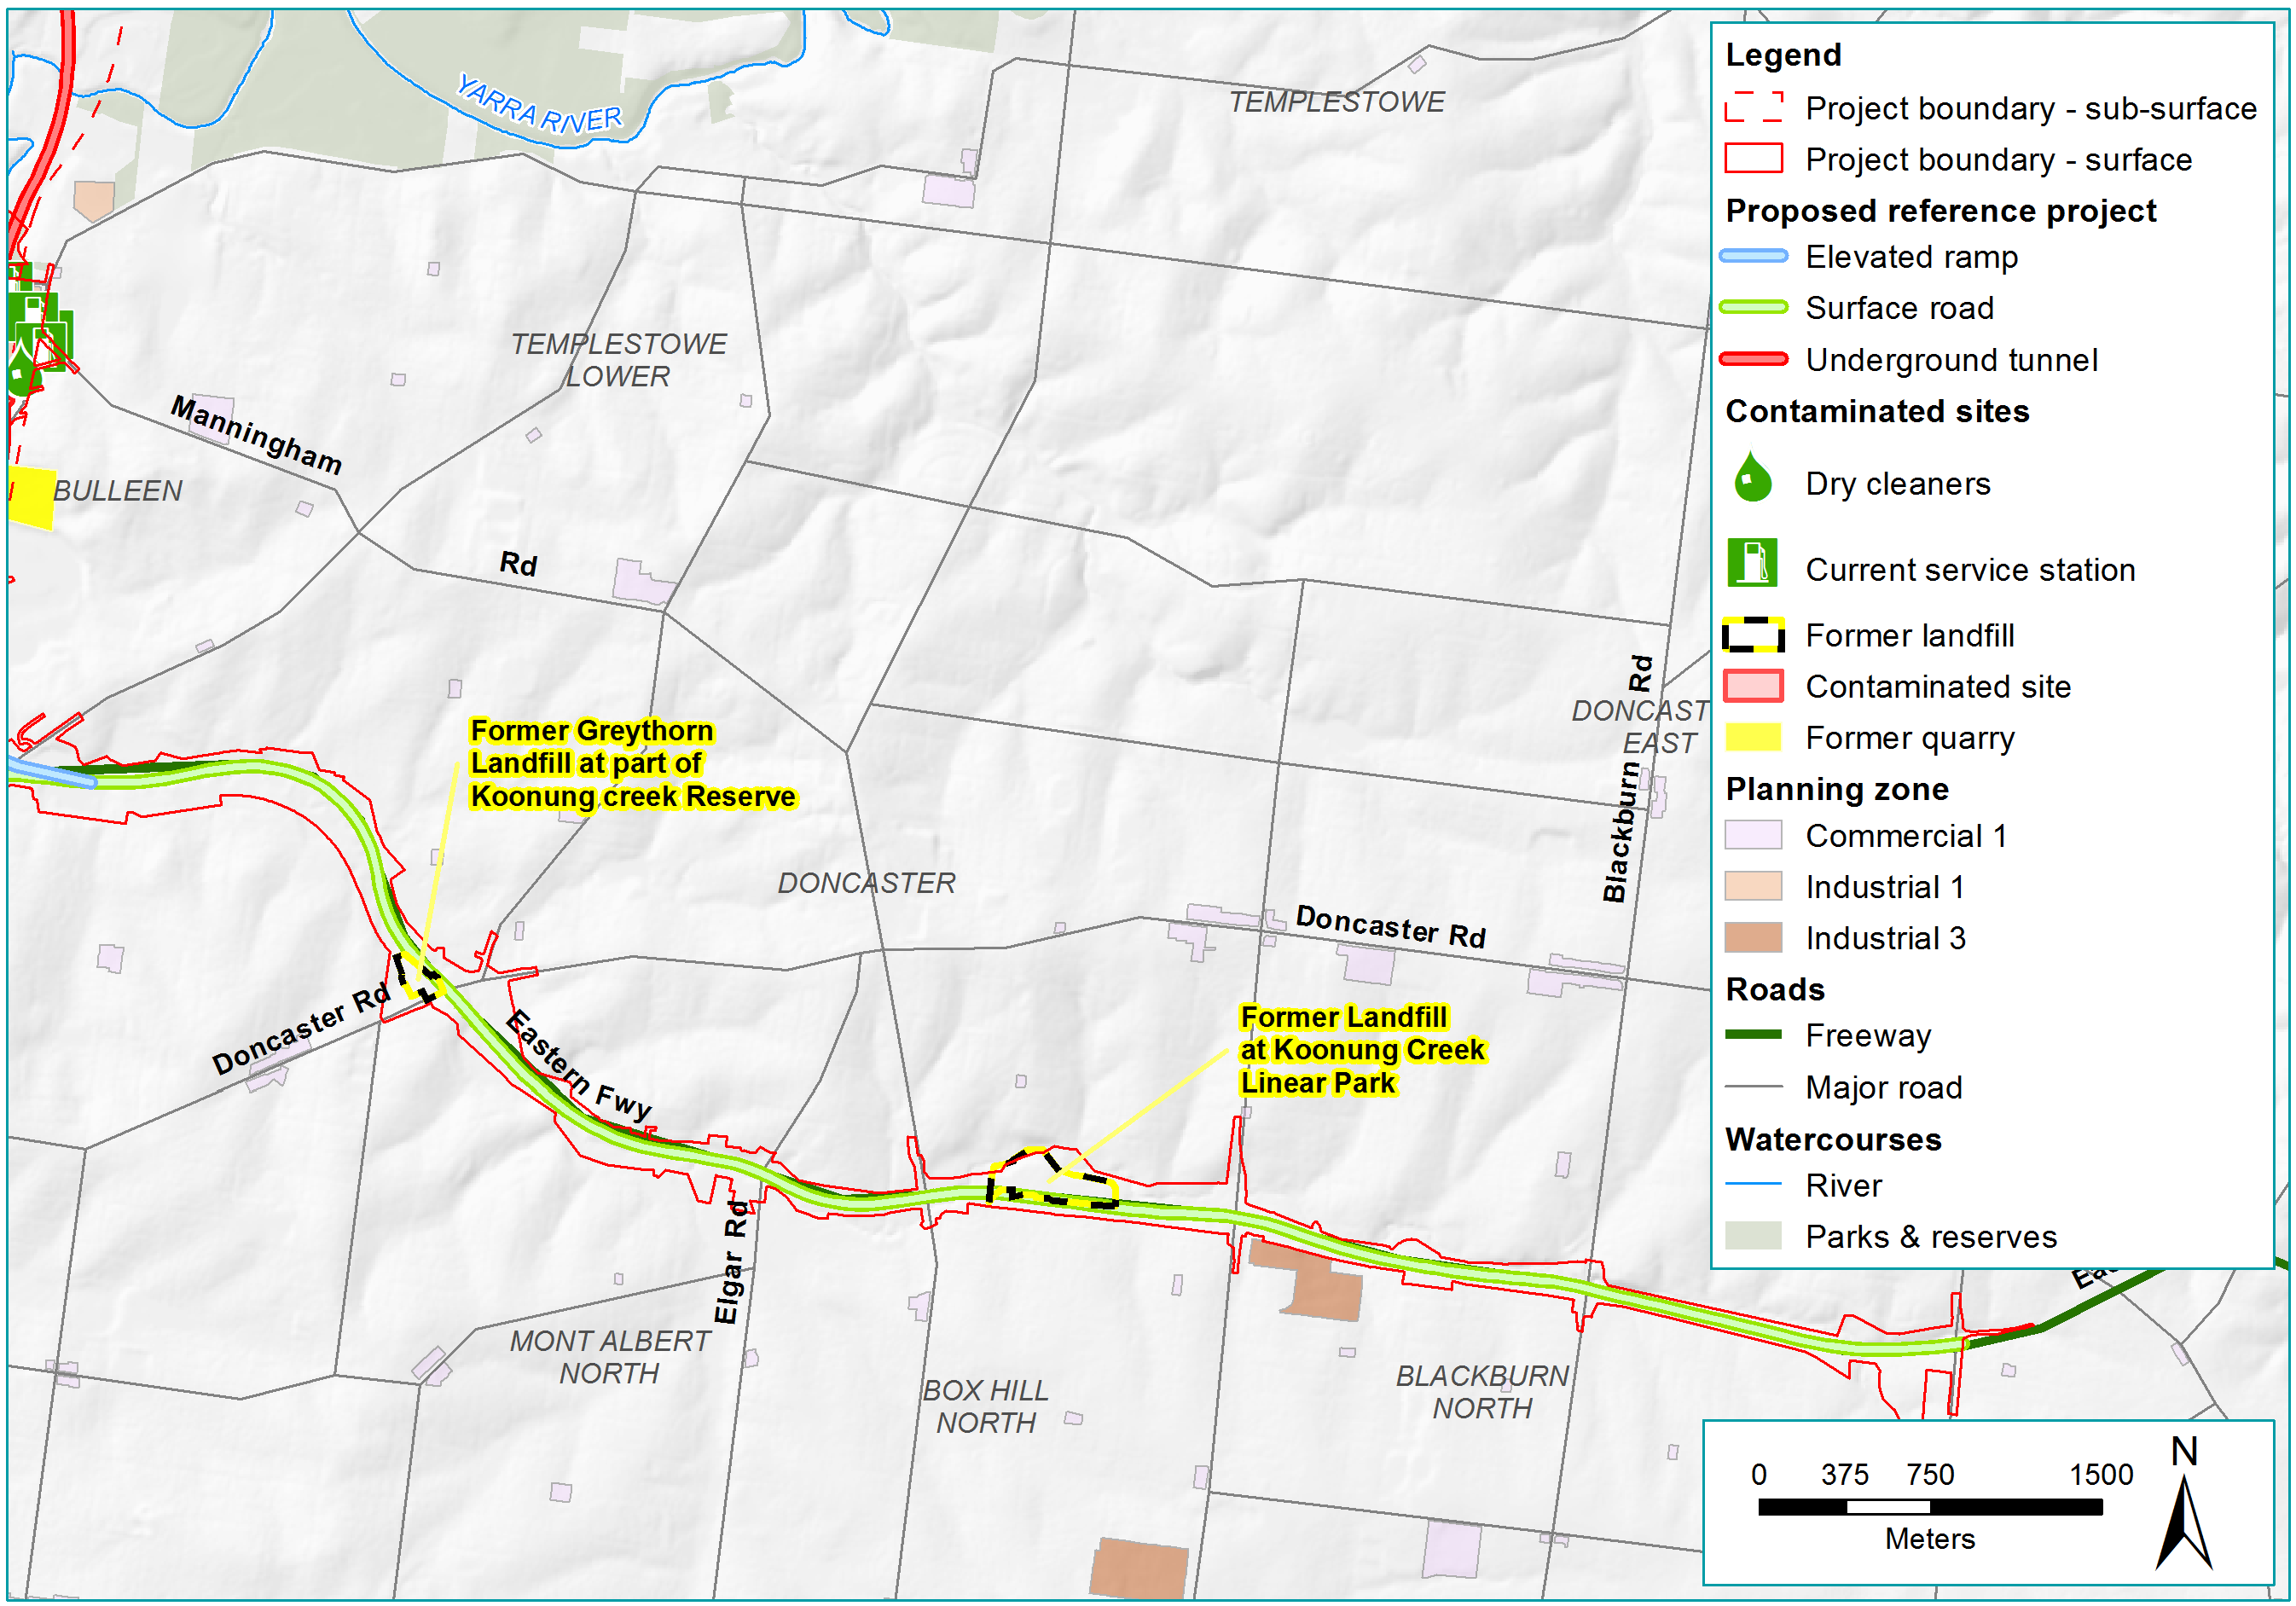 YARRA RIVER
TEMPLESTOWE
TEMPLESTOWE
LOWER
Manningham
Rd
BULLEEN
Blackburn Rd
DONCAST
EAST
Former Greythorn
Landfill at part of
Koonung creek Reserve
DONCASTER
Doncaster Rd
Doncaster Rd
Eastern Fwy
Former Landfill
at Koonung Creek
Linear Park
Elgar Rd
MONT ALBERT
NORTH
BOX HILL
NORTH
BLACKBURN
NORTH
Legend
Project boundary - sub-surface
Project boundary - surface
Proposed reference project
Elevated ramp
Surface road
Underground tunnel
Contaminated sites
Dry cleaners
Current service station
Former landfill
Contaminated site
Former quarry
Planning zone
Commercial 1
Industrial 1
Industrial 3
Roads
Freeway
Major road
Watercourses
River
Parks & reserves
0 375 750 1500
Meters
N